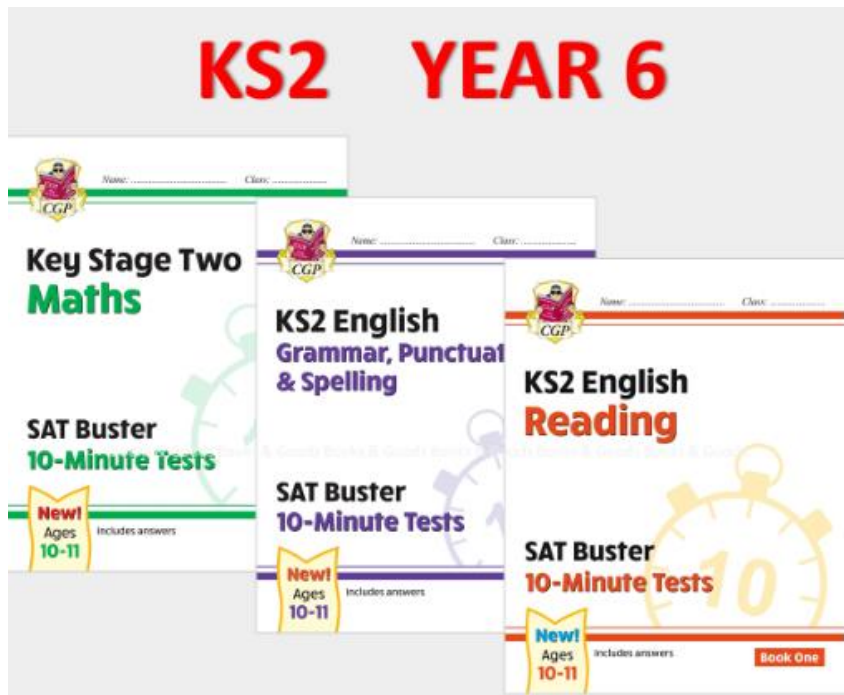 KS2 YEAR 6
Name: Class:
CGP
Key Stage Two
Maths
SAT Buster
10-Minute Tests
New!
Ages
10-11
Includes answers
Name: Class:
CGP
KS2 English
Grammar, Punctuat
& Spelling
SAT Buster
10-Minute Tests
New!
Ages
10-11
Includes answers
Name: Class:
CGP
KS2 English
Reading
SAT Buster
10-Minute Tests
10
New!
Ages
10-11
Includes answers
Book One